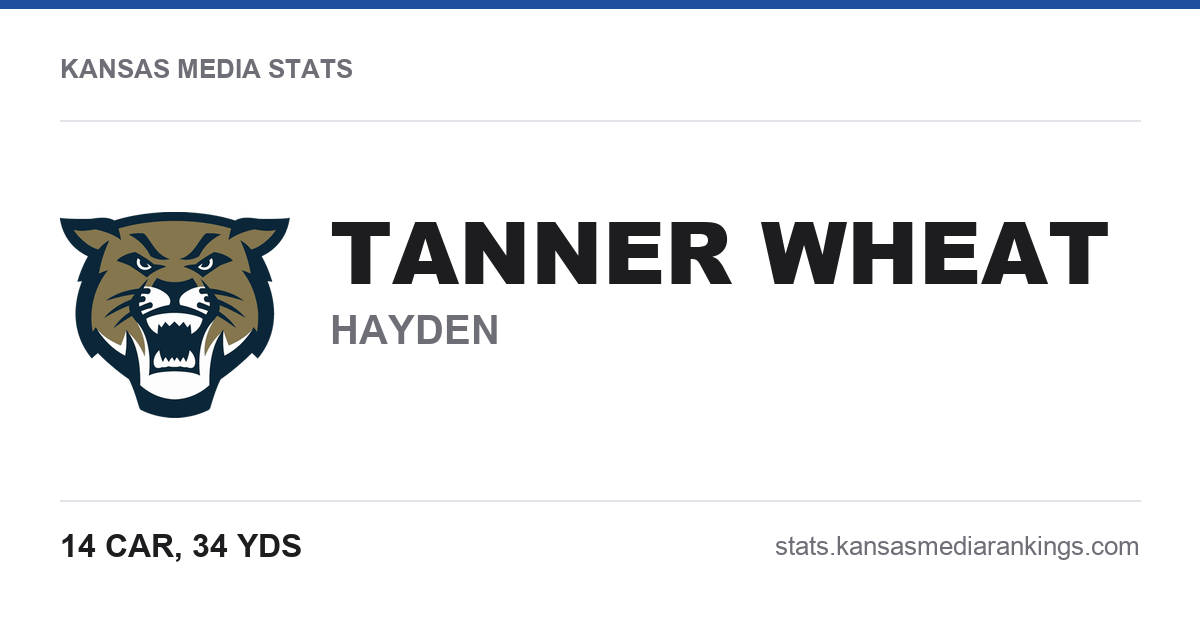 KANSAS MEDIA STATS
TANNER WHEAT
HAYDEN
14 CAR, 34 YDS
stats.kansasmediarankings.com